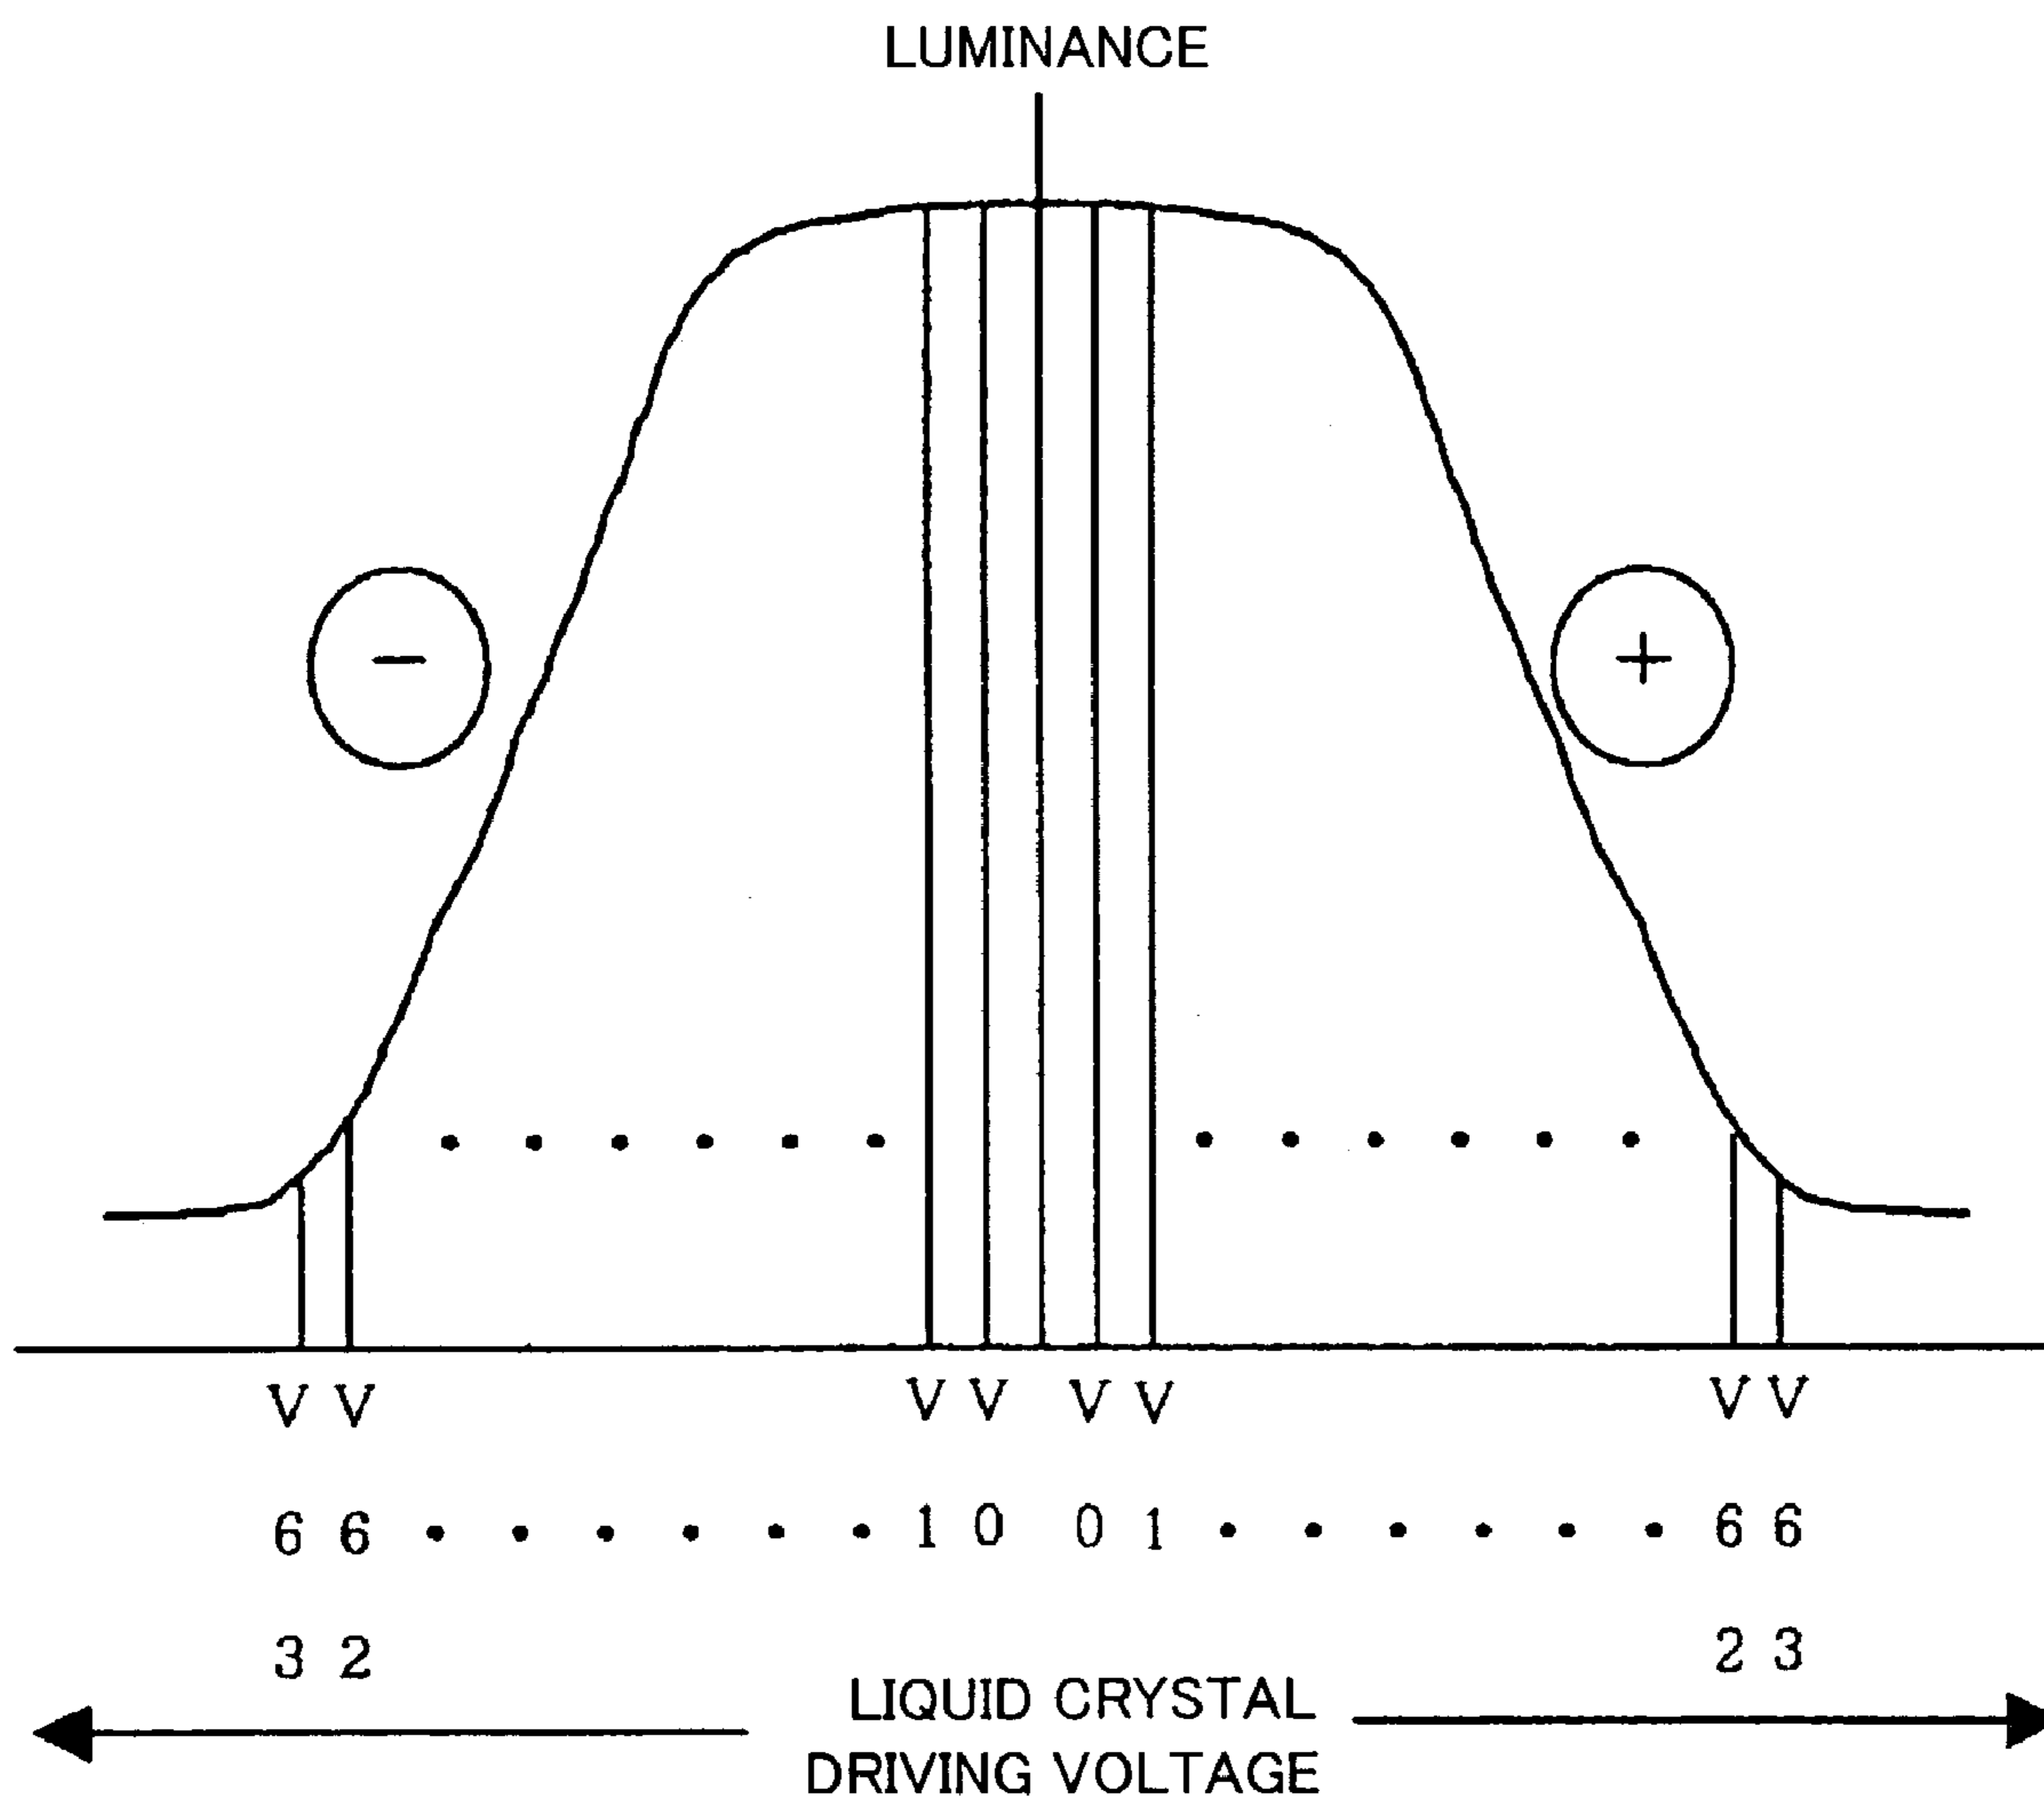 LUMINANCE
−
+
V V V V V V V V
6 6 • • • • • • 1 0 0 1 • • • • • • 6 6
3 2 2 3
LIQUID CRYSTAL
DRIVING VOLTAGE